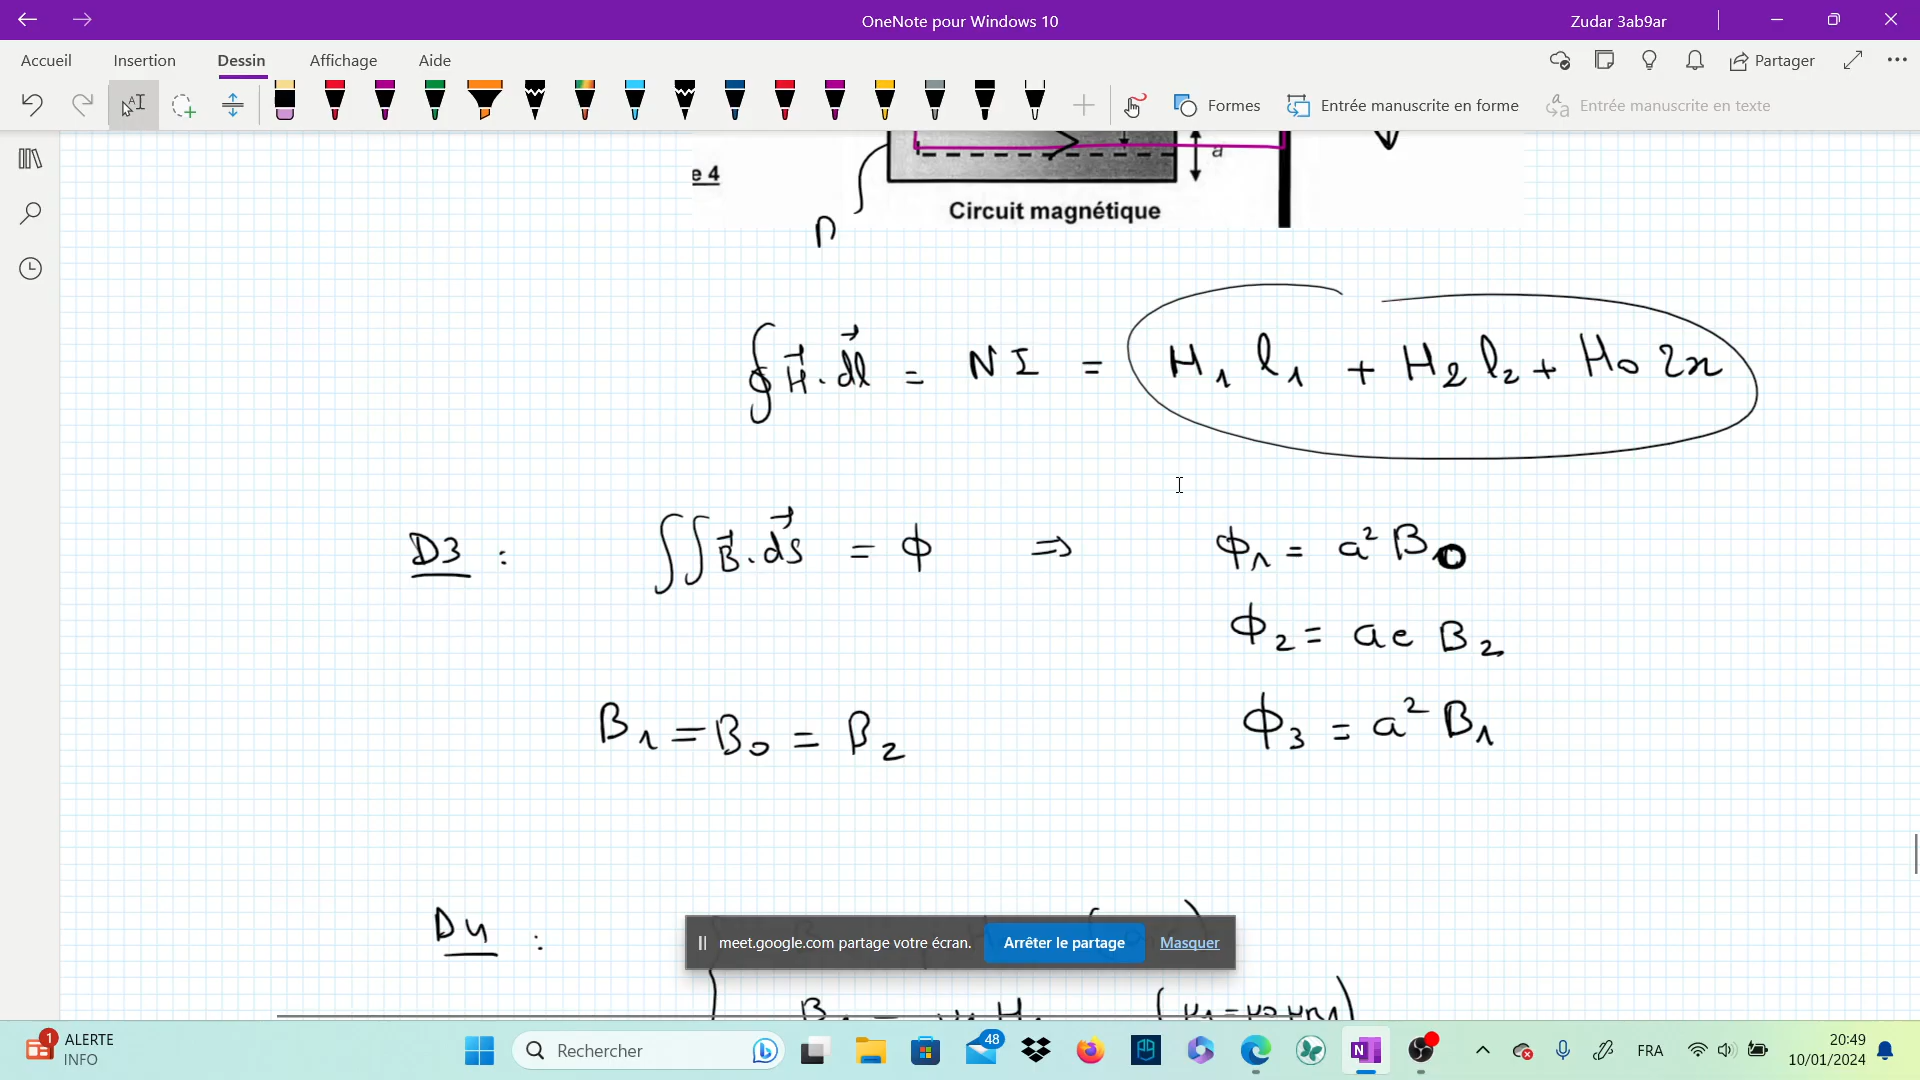 OneNote pour Windows 10
Zudar 3ab9ar
Accueil
Insertion
Dessin
Affichage
Aide
Partager
Formes
Entrée manuscrite en forme
Entrée manuscrite en texte
a
e 4
Circuit magnétique
∮ H⃗ . dl⃗ = N I = H₁ l₁ + H₂ l₂ + H₀ 2x
D3 : ∬ B⃗ . ds⃗ = ϕ ⇒ ϕ₁ = a² B₀
ϕ₂ = a e B₂
B₁ = B₀ = B₂
ϕ₃ = a² B₁
D4 :
meet.google.com partage votre écran.
Arrêter le partage
Masquer
1
ALERTE
INFO
Rechercher
48
FRA
20:49
10/01/2024